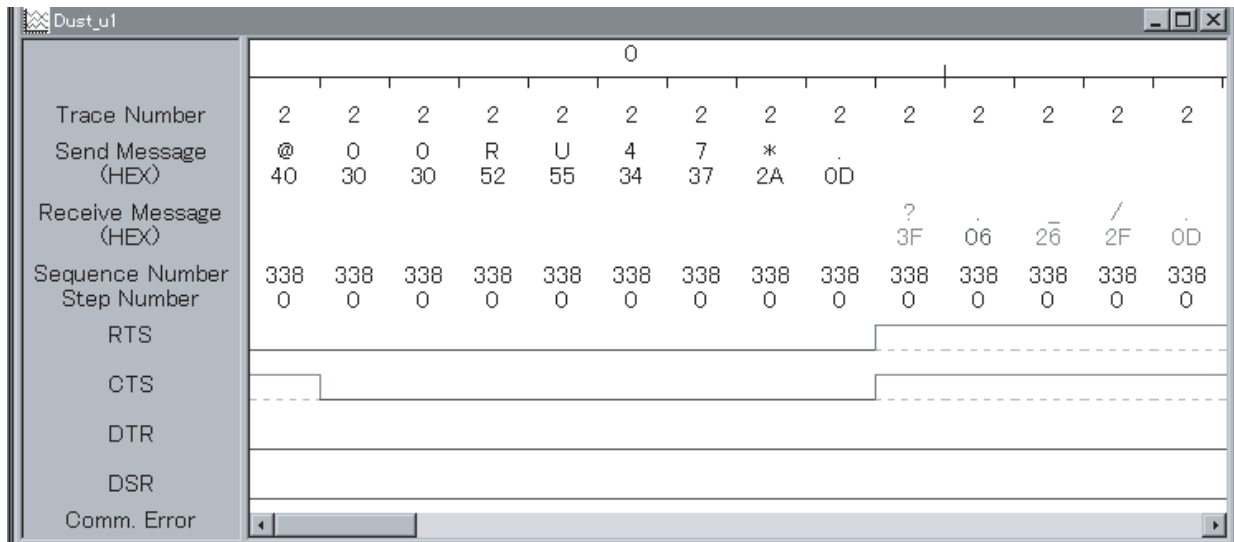 Dust_u1
0
Trace Number 2 2 2 2 2 2 2 2 2 2 2 2 2 2
Send Message @ 0 0 R U 4 7 * .
(HEX) 40 30 30 52 55 34 37 2A 0D
Receive Message ? . _ / .
(HEX) 3F 06 26 2F 0D
Sequence Number 338 338 338 338 338 338 338 338 338 338 338 338 338 338
Step Number 0 0 0 0 0 0 0 0 0 0 0 0 0 0
RTS
CTS
DTR
DSR
Comm. Error